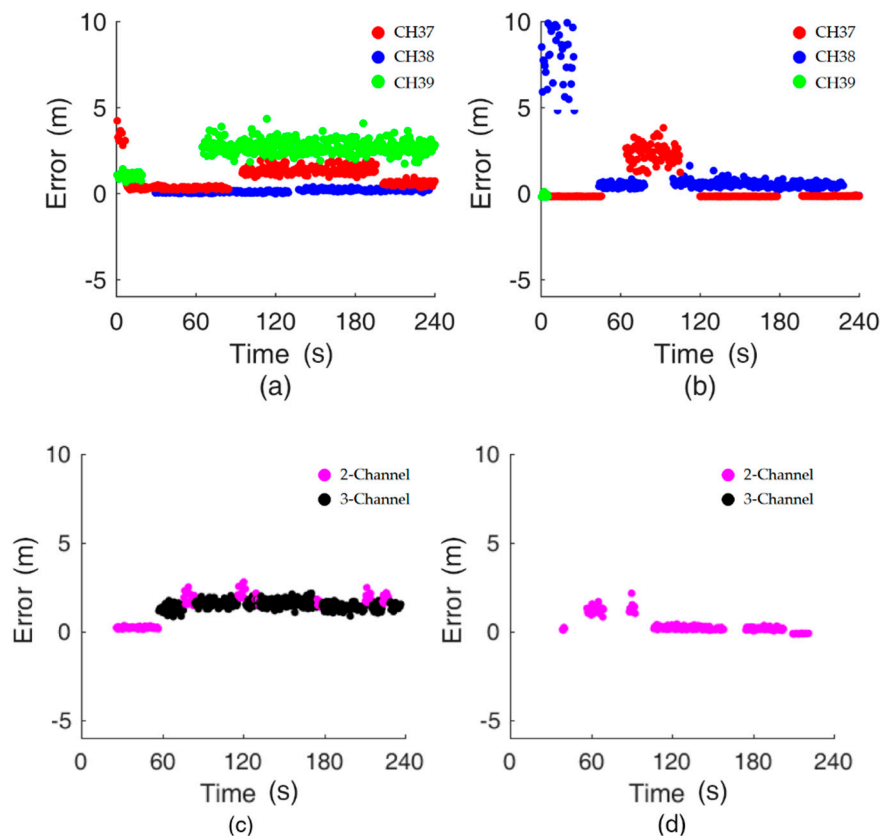 10
5
0
-5
Error (m)
CH37
CH38
CH39
0 60 120 180 240
Time (s)
(a)
10
5
0
-5
Error (m)
CH37
CH38
CH39
0 60 120 180 240
Time (s)
(b)
10
5
0
-5
Error (m)
2-Channel
3-Channel
0 60 120 180 240
Time (s)
(c)
10
5
0
-5
Error (m)
2-Channel
3-Channel
0 60 120 180 240
Time (s)
(d)